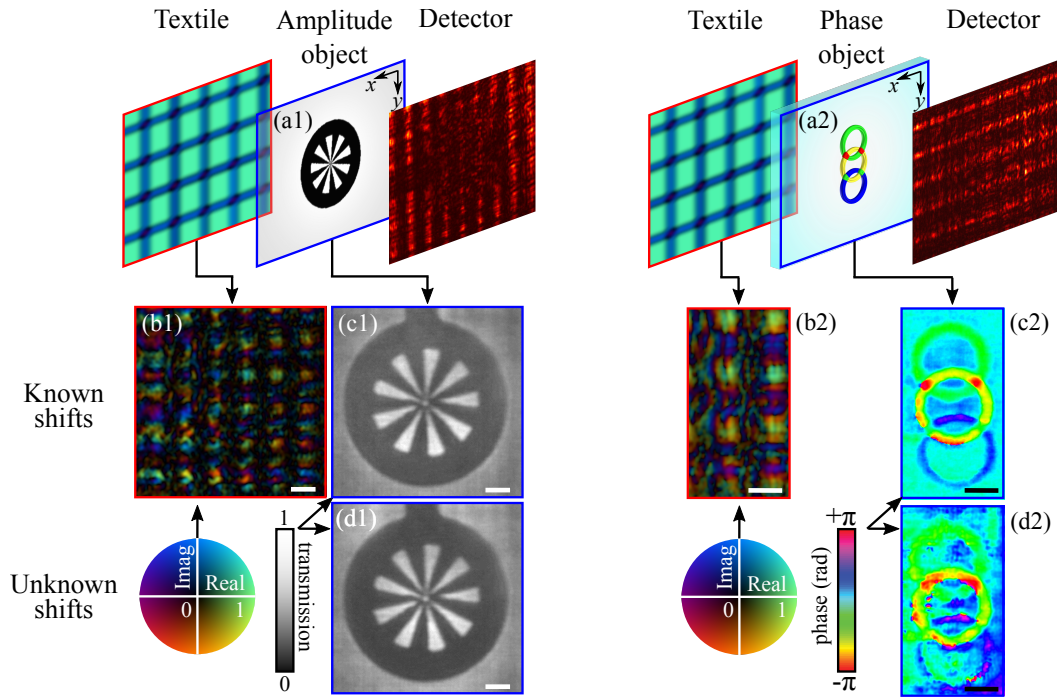 Textile
Amplitude
object
Detector
(a1)
x
y
(b1)
(c1)
Known
shifts
(d1)
Unknown
shifts
Imag
Real
0
1
1
transmission
0
Textile
Phase
object
Detector
(a2)
x
y
(b2)
(c2)
(d2)
Imag
Real
0
1
+π
phase (rad)
-π